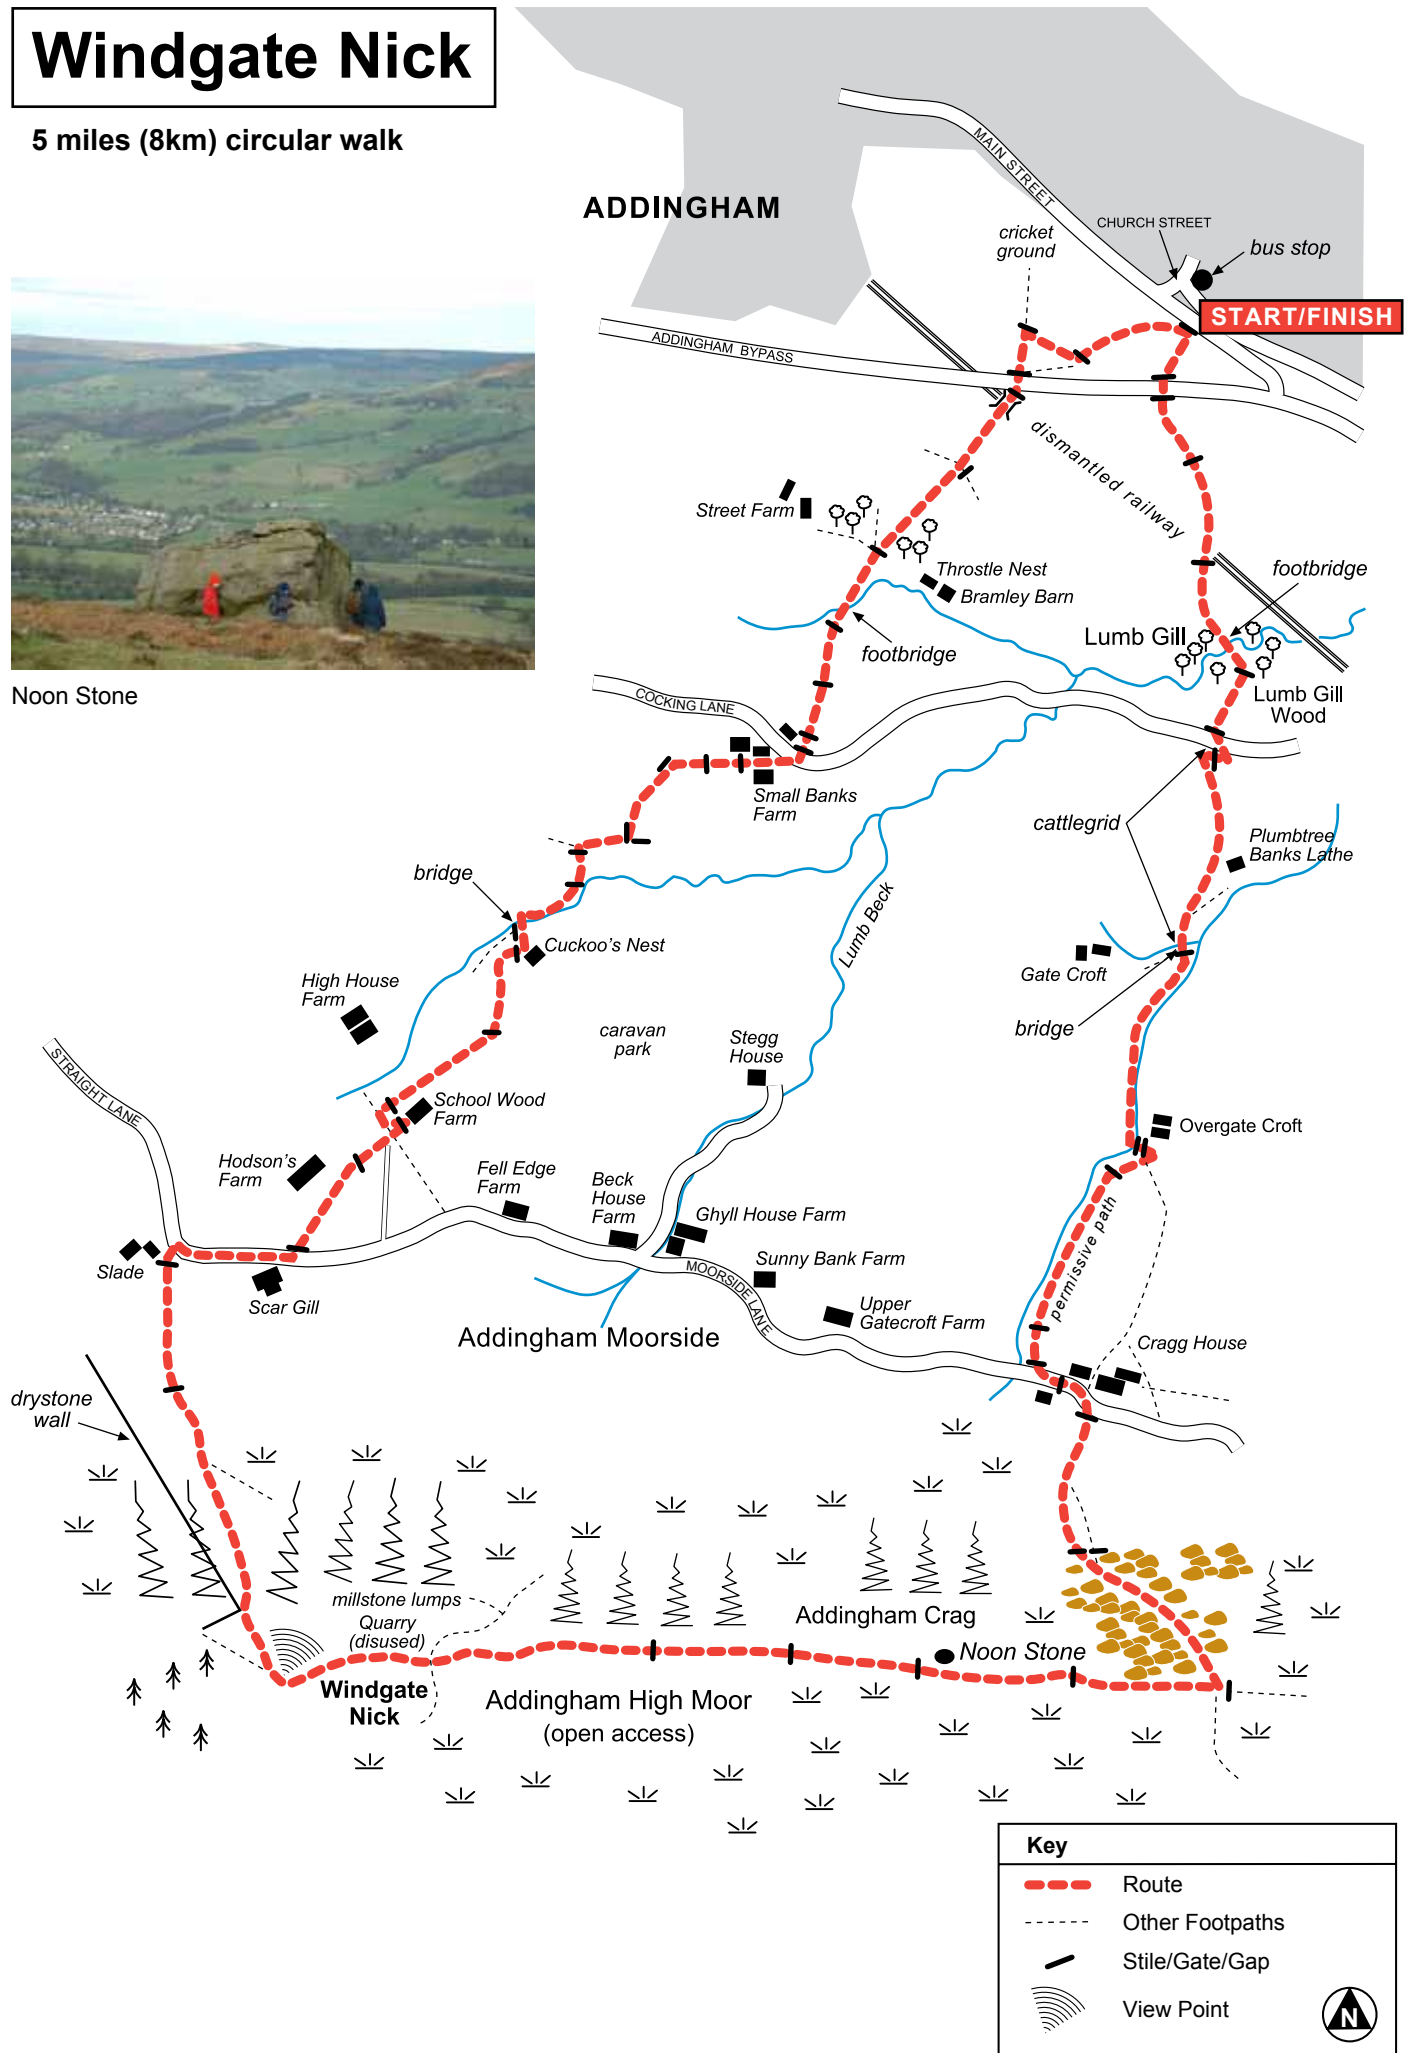 Windgate Nick
5 miles (8km) circular walk
ADDINGHAM
MAIN STREET
CHURCH STREET
bus stop
cricket
ground
START/FINISH
ADDINGHAM BYPASS
dismantled railway
Street Farm
Throstle Nest
Bramley Barn
footbridge
footbridge
Lumb Gill
Lumb Gill
Wood
Noon Stone
COCKING LANE
Small Banks
Farm
cattlegrid
Plumbtree
Banks Lathe
bridge
Cuckoo's Nest
Lumb Beck
Gate Croft
High House
Farm
caravan
park
Stegg
House
bridge
STRAIGHT LANE
School Wood
Farm
Overgate Croft
Hodson's
Farm
Fell Edge
Farm
Beck
House
Farm
Ghyll House Farm
permissive path
Slade
Scar Gill
MOORSIDE LANE
Sunny Bank Farm
Upper
Gatecroft Farm
Addingham Moorside
Cragg House
drystone
wall
millstone lumps
Quarry
(disused)
Addingham Crag
Noon Stone
Windgate
Nick
Addingham High Moor
(open access)
Key
Route
Other Footpaths
Stile/Gate/Gap
View Point
N